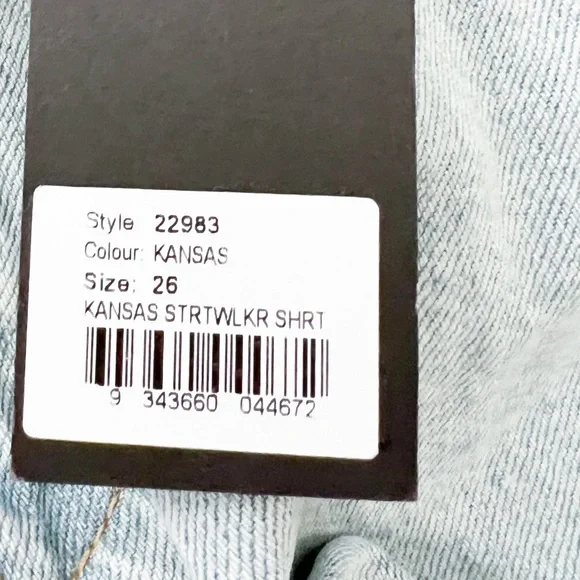 Style 22983
Colour: KANSAS
Size: 26
KANSAS STRTWLKR SHRT
9 343660 044672